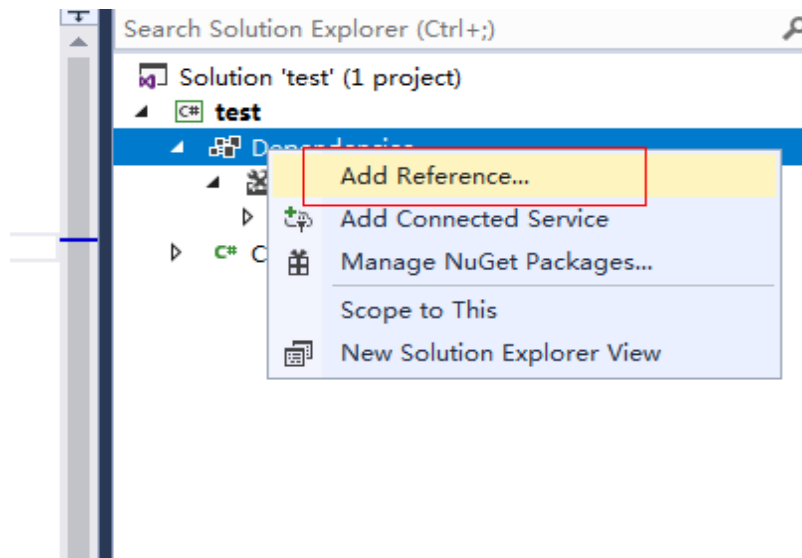 Search Solution Explorer (Ctrl+;)
Solution 'test' (1 project)
C# test
Dependencies
Add Reference...
Add Connected Service
C# C
Manage NuGet Packages...
Scope to This
New Solution Explorer View